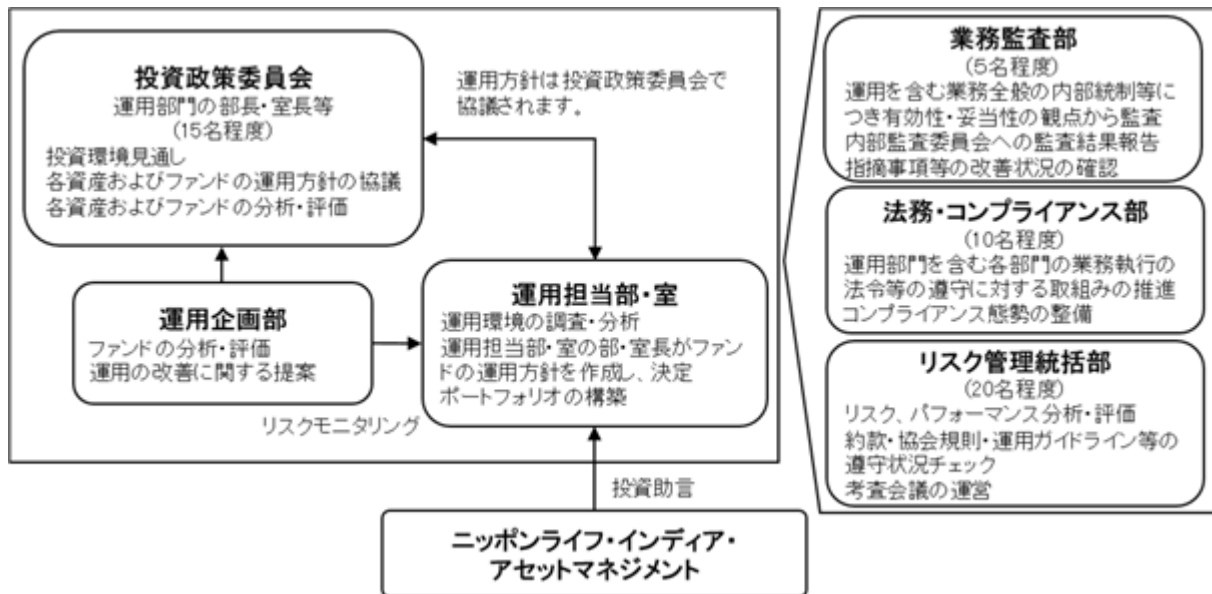 投資政策委員会
運用部門の部長・室長等
(15名程度)
投資環境見通し
各資産およびファンドの運用方針の協議
各資産およびファンドの分析・評価
運用方針は投資政策委員会で
協議されます。
運用企画部
ファンドの分析・評価
運用の改善に関する提案
リスクモニタリング
運用担当部・室
運用環境の調査・分析
運用担当部・室の部・室長がファン
ドの運用方針を作成し、決定
ポートフォリオの構築
投資助言
ニッポンライフ・インディア・
アセットマネジメント
業務監査部
(5名程度)
運用を含む業務全般の内部統制等に
つき有効性・妥当性の観点から監査
内部監査委員会への監査結果報告
指摘事項等の改善状況の確認
法務・コンプライアンス部
(10名程度)
運用部門を含む各部門の業務執行の
法令等の遵守に対する取組みの推進
コンプライアンス態勢の整備
リスク管理統括部
(20名程度)
リスク、パフォーマンス分析・評価
約款・協会規則・運用ガイドライン等の
遵守状況チェック
考査会議の運営